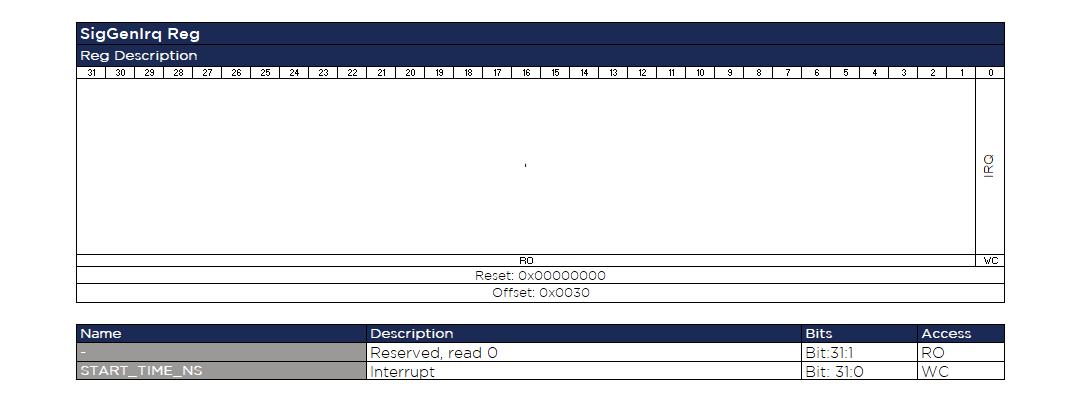 SigGenIrq Reg
Reg Description
31 30 29 28 27 26 25 24 23 22 21 20 19 18 17 16 15 14 13 12 11 10 9 8 7 6 5 4 3 2 1 0
- IRQ
RO WC
Reset: 0x00000000
Offset: 0x0030
Name Description Bits Access
- Reserved, read 0 Bit:31:1 RO
START_TIME_NS Interrupt Bit: 31:0 WC